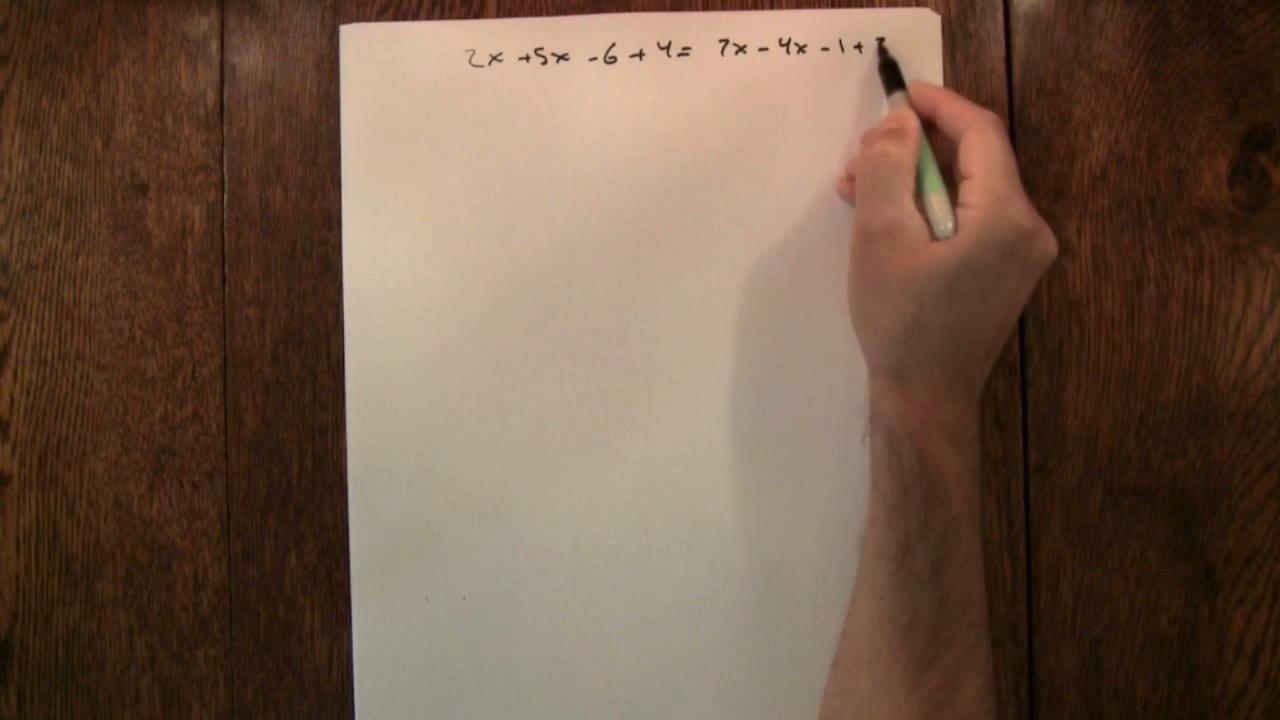 2x +5x -6 + 4 = 7x - 4x - 1 +